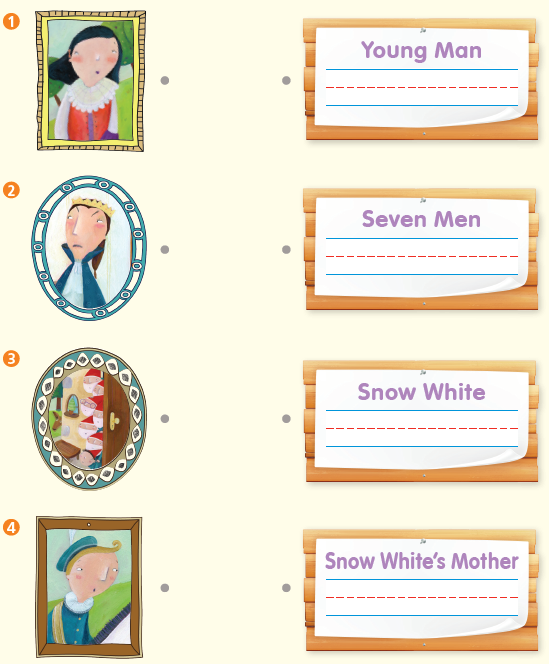 1
Young Man
2
Seven Men
3
Snow White
4
Snow White's Mother